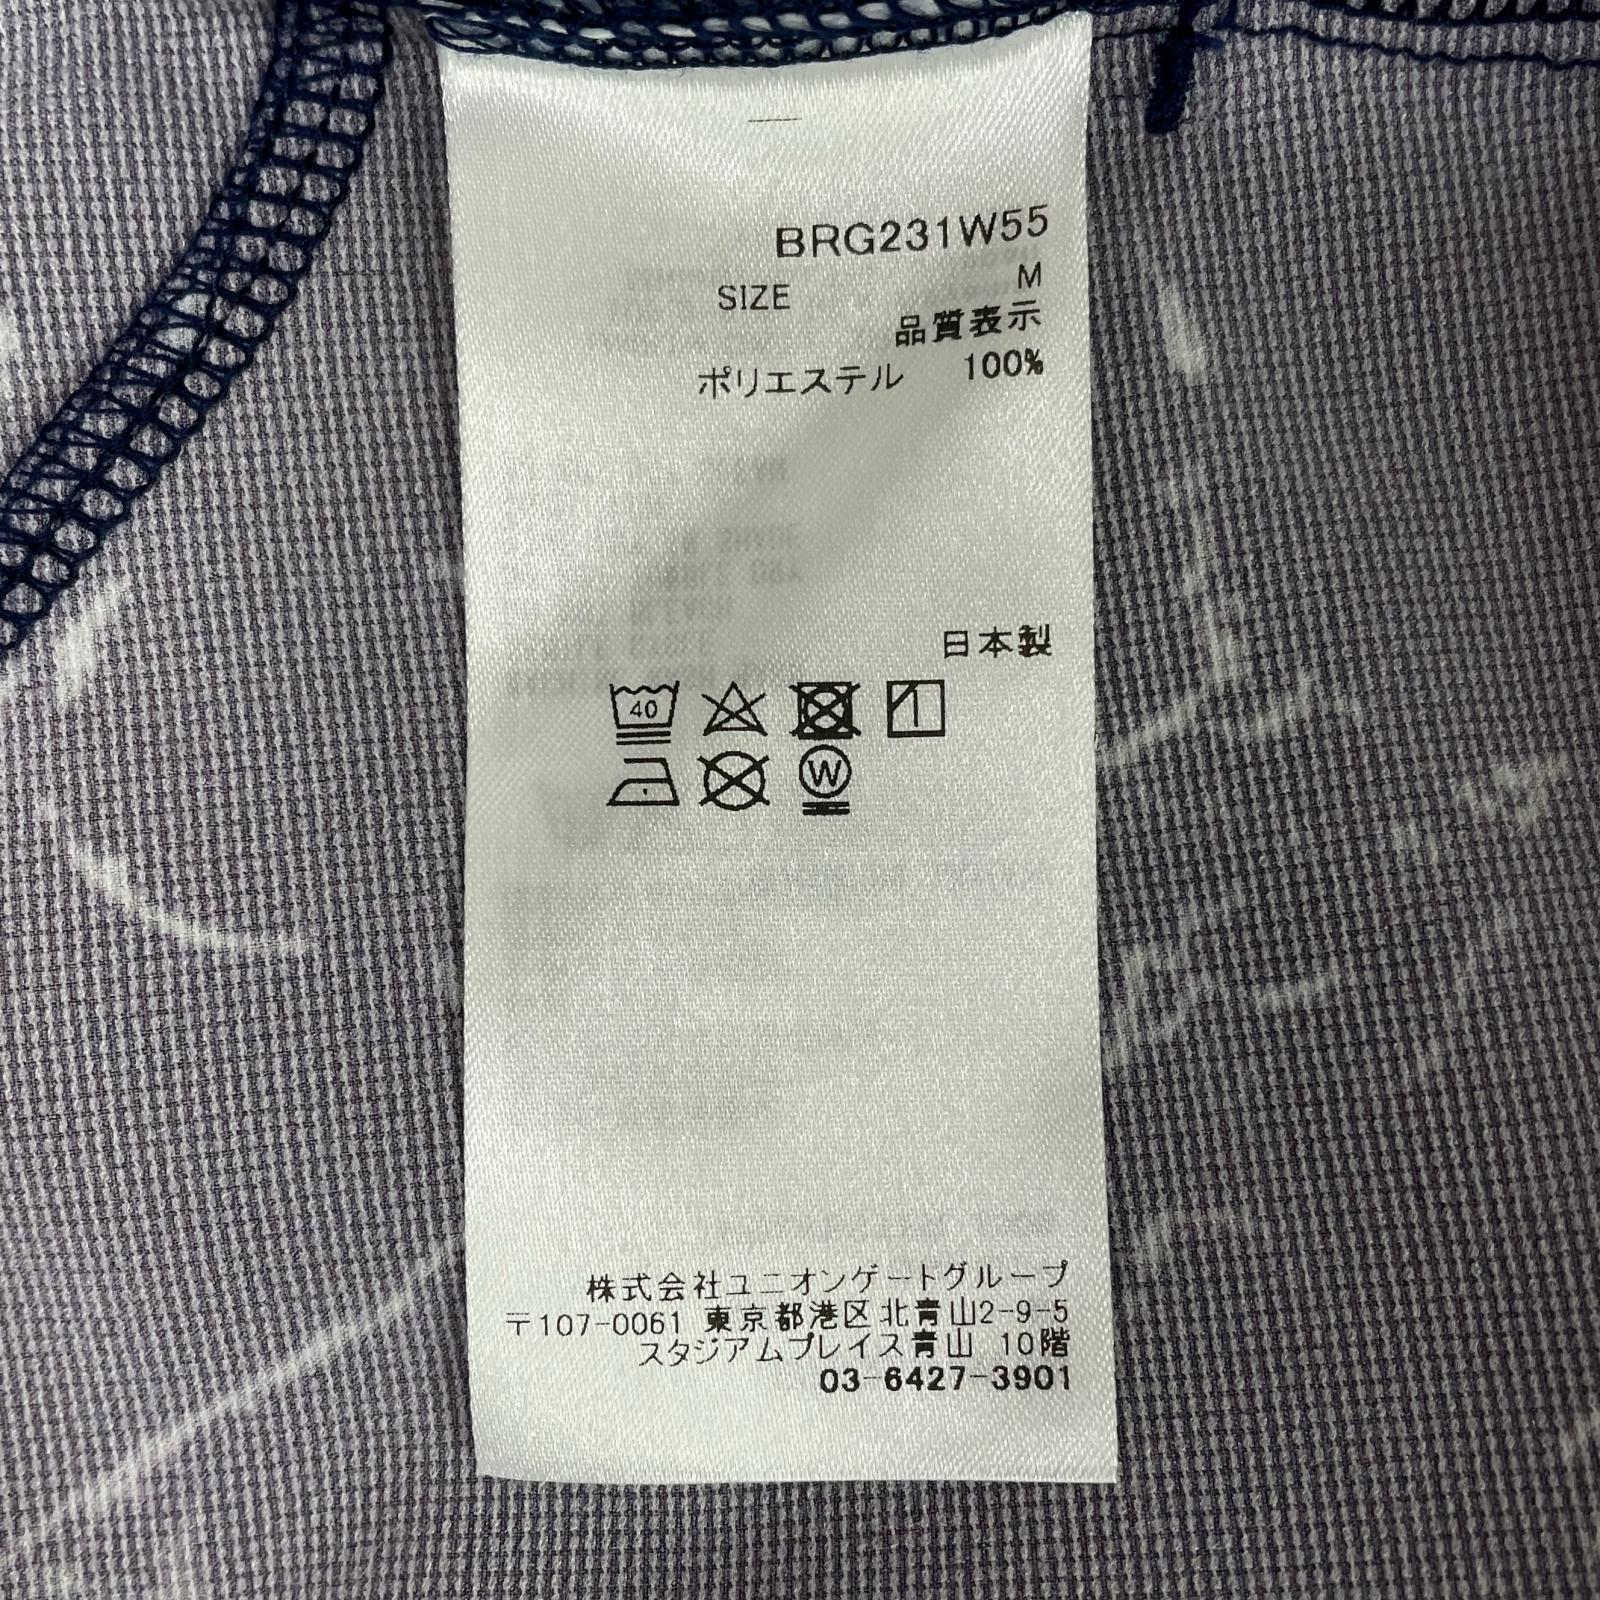 BRG231W55
SIZE M
品質表示
ポリエステル 100%
日本製
40
W
株式会社ユニオンゲートグループ
〒107-0061 東京都港区北青山2-9-5
スタジアムプレイス青山 10階
03-6427-3901